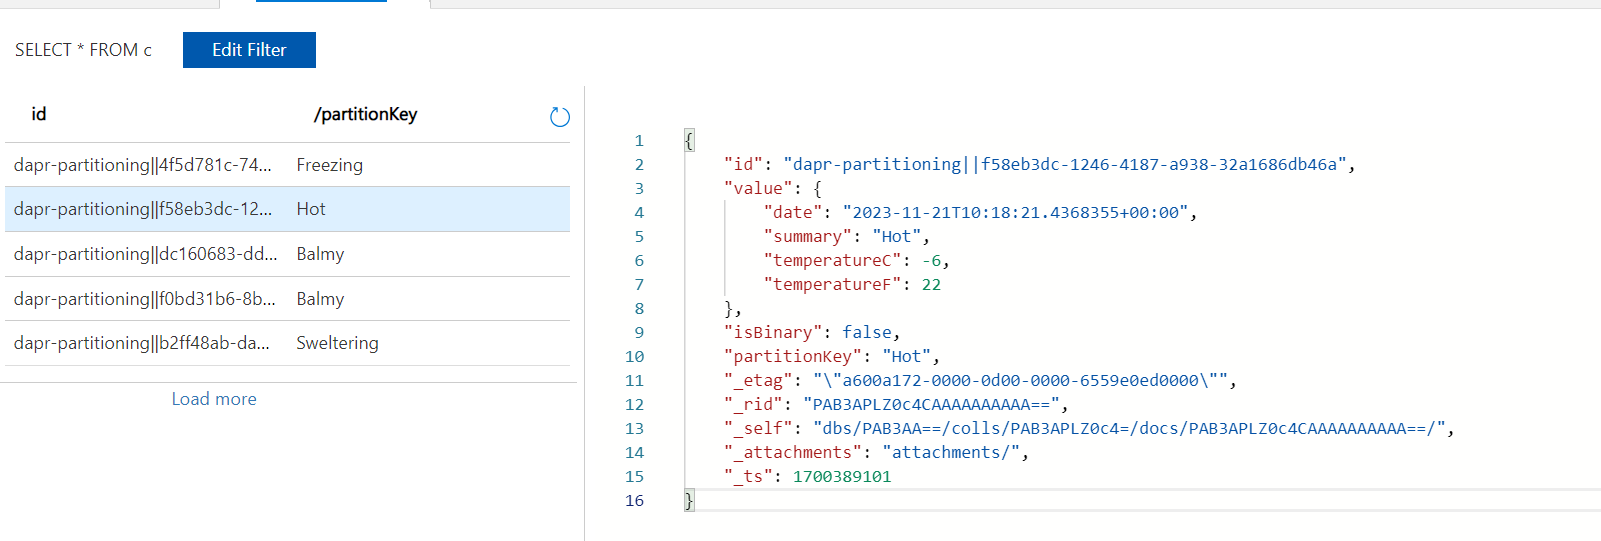 SELECT * FROM c
Edit Filter
id /partitionKey
dapr-partitioning||4f5d781c-74... Freezing
dapr-partitioning||f58eb3dc-12... Hot
dapr-partitioning||dc160683-dd... Balmy
dapr-partitioning||f0bd31b6-8b... Balmy
dapr-partitioning||b2ff48ab-da... Sweltering
Load more
1 {
2 "id": "dapr-partitioning||f58eb3dc-1246-4187-a938-32a1686db46a",
3 "value": {
4 "date": "2023-11-21T10:18:21.4368355+00:00",
5 "summary": "Hot",
6 "temperatureC": -6,
7 "temperatureF": 22
8 },
9 "isBinary": false,
10 "partitionKey": "Hot",
11 "_etag": "\"a600a172-0000-0d00-0000-6559e0ed0000\"",
12 "_rid": "PAB3APLZ0c4CAAAAAAAAAA==",
13 "_self": "dbs/PAB3AA==/colls/PAB3APLZ0c4=/docs/PAB3APLZ0c4CAAAAAAAAAA==/",
14 "_attachments": "attachments/",
15 "_ts": 1700389101
16 }